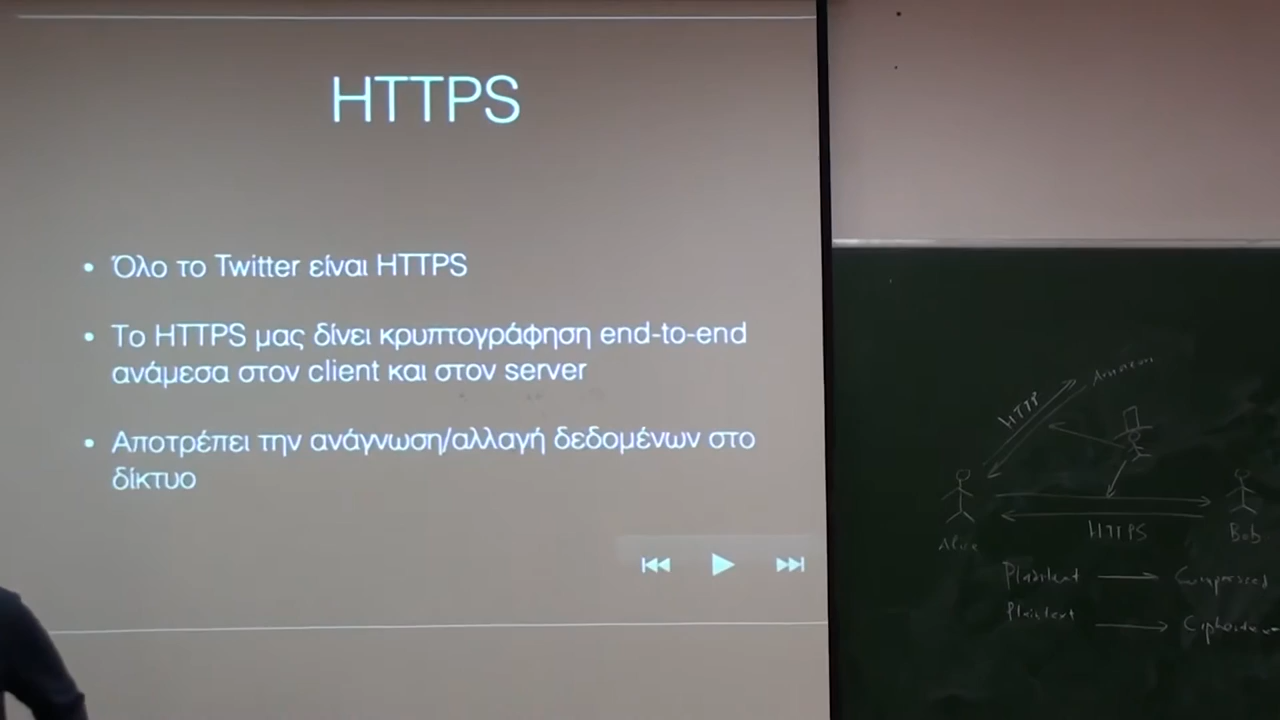 HTTPS
• Όλο το Twitter είναι HTTPS
• Το HTTPS μας δίνει κρυπτογράφηση end-to-end
ανάμεσα στον client και στον server
• Αποτρέπει την ανάγνωση/αλλαγή δεδομένων στο
δίκτυο
HTTP
Alice
HTTPS
Bob
Compressed
Plaintext